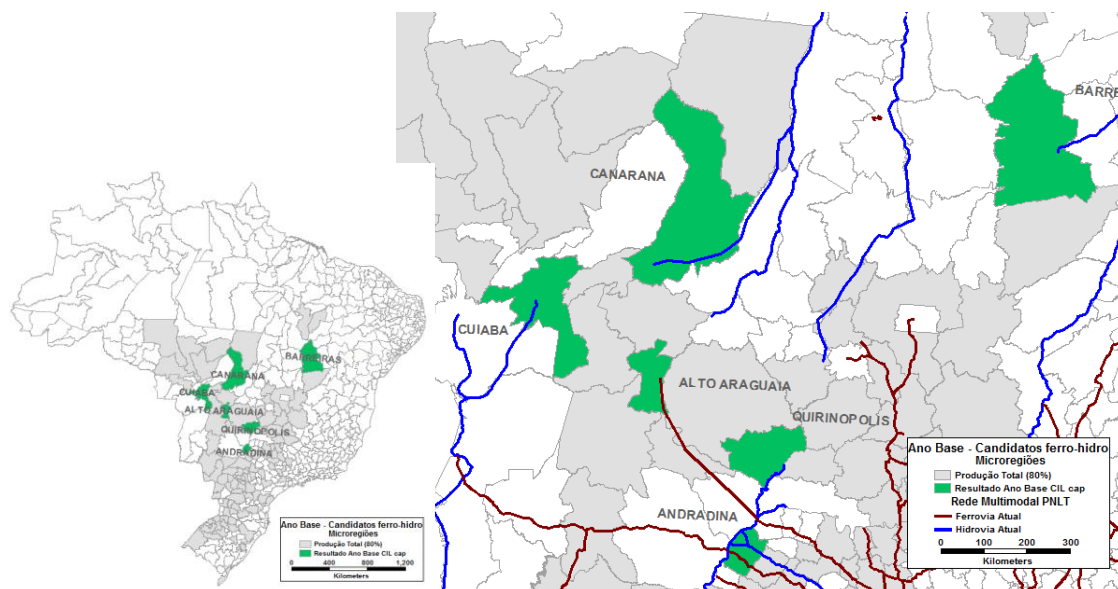 BARREIRAS
CANARANA
CUIABA
ALTO ARAGUAIA
QUIRINOPOLIS
ANDRADINA
Ano Base - Candidatos ferro-hidro
Microregiões
Produção Total (80%)
Resultado Ano Base CIL cap
0 400 800 1,200
Kilometers
BARRE
CANARANA
CUIABA
ALTO ARAGUAIA
QUIRINOPOLIS
ANDRADINA
Ano Base - Candidatos ferro-hidro
Microregiões
Produção Total (80%)
Resultado Ano Base CIL cap
Rede Multimodal PNLT
Ferrovia Atual
Hidrovia Atual
0 100 200 300
Kilometers